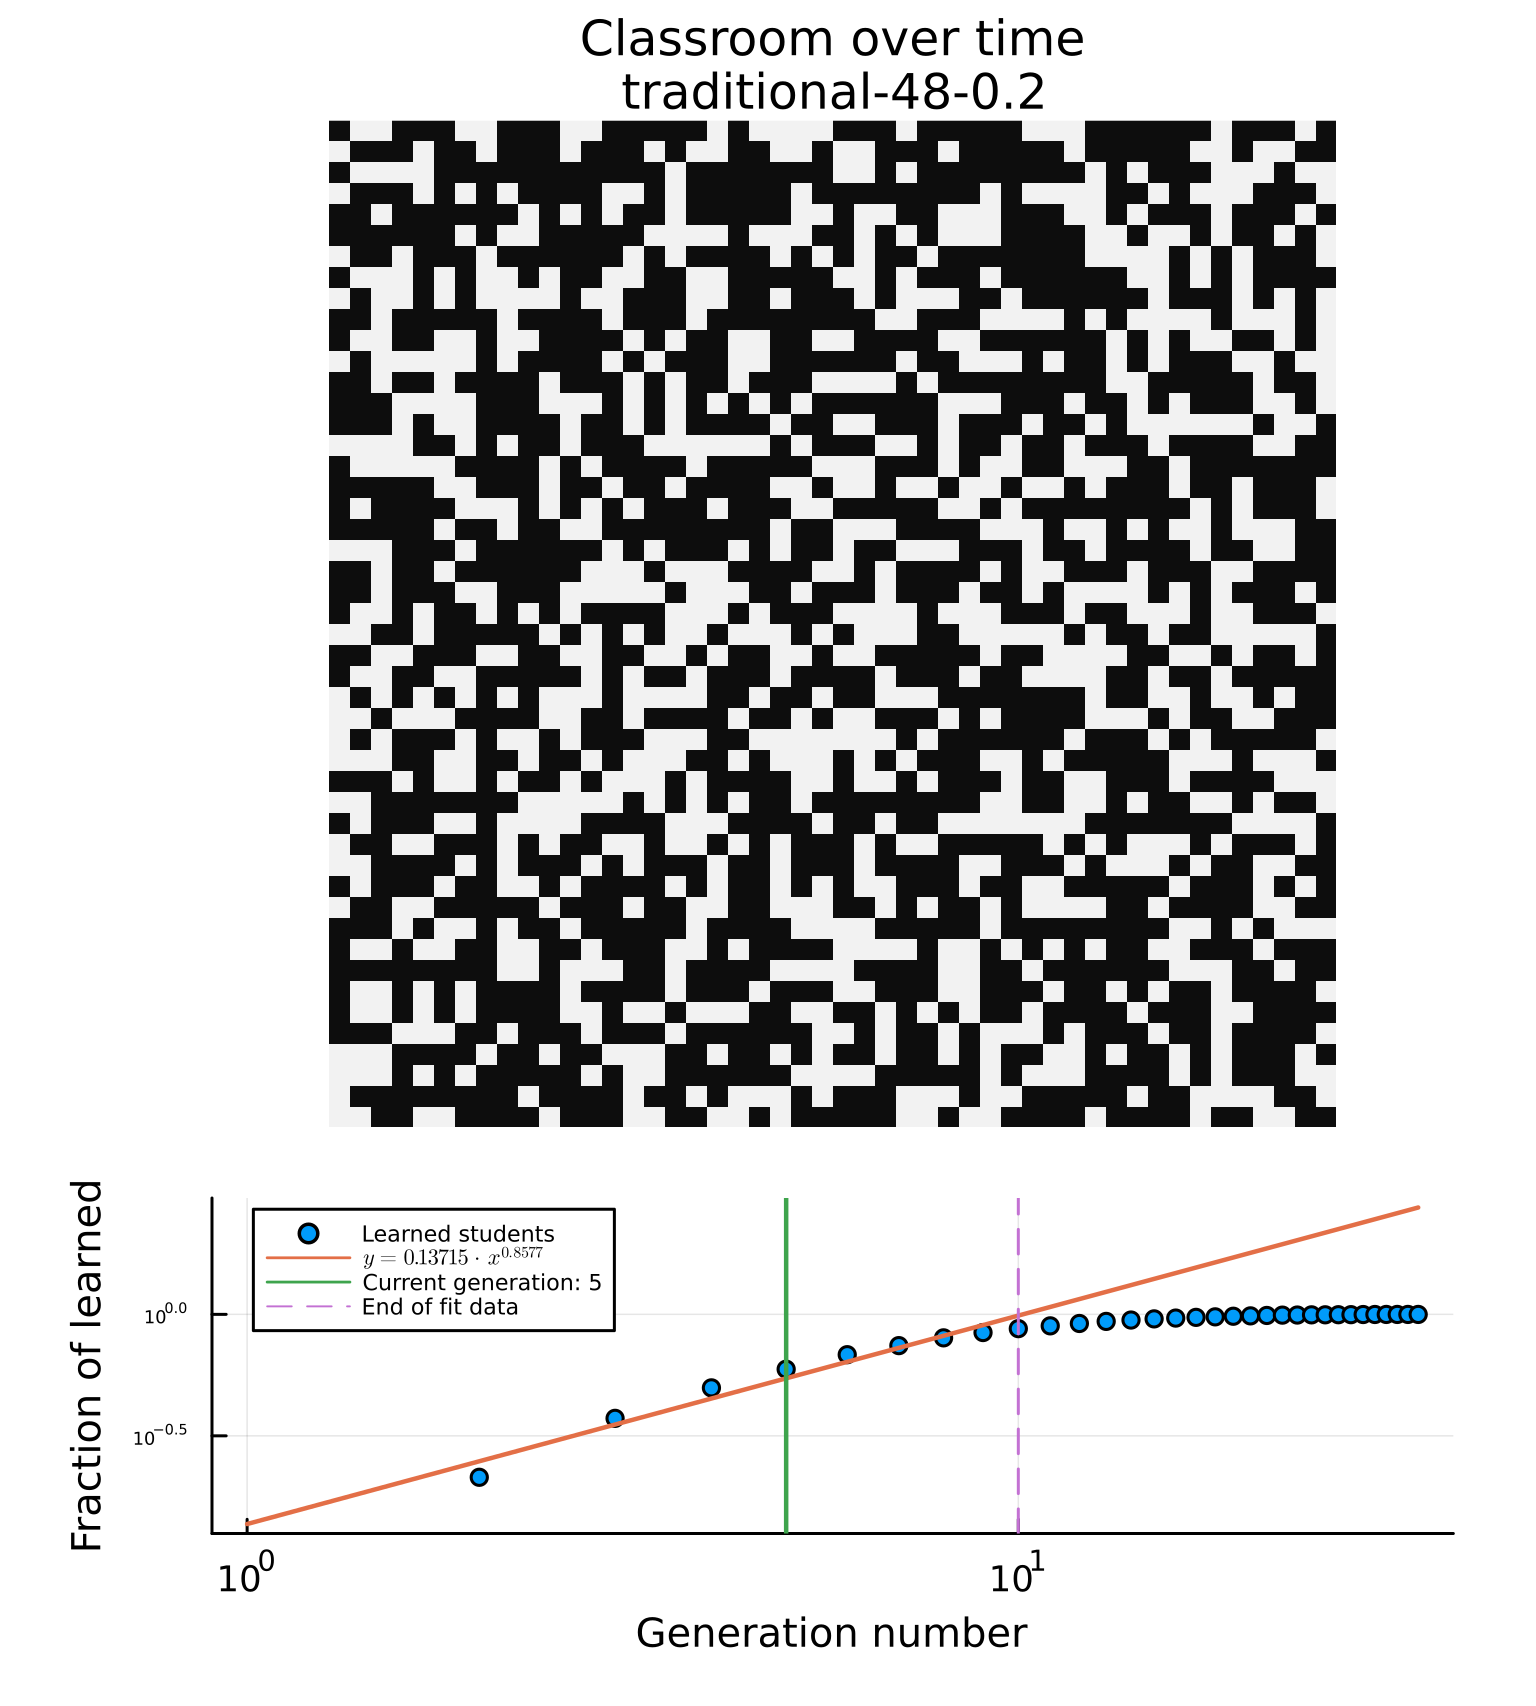 Classroom over time
traditional-48-0.2
Fraction of learned
Learned students
y = 0.13715 · x^0.8577
Current generation: 5
End of fit data
10^0.0
10^−0.5
10^0
10^1
Generation number